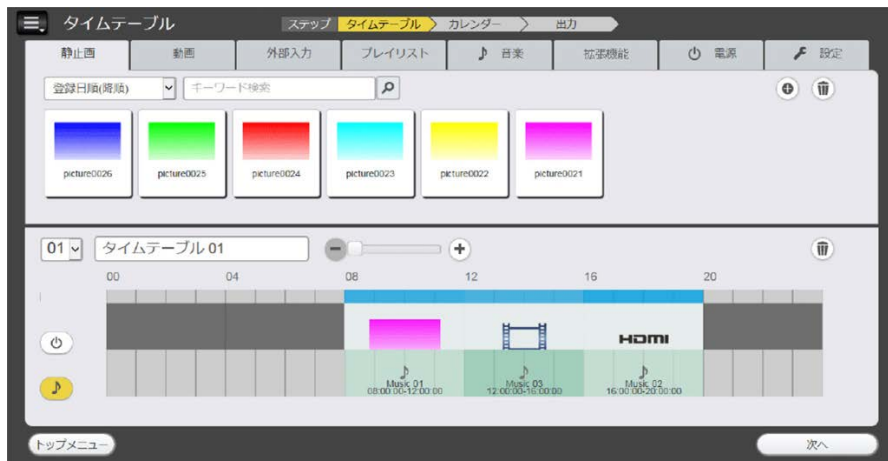 タイムテーブル ステップ タイムテーブル カレンダー 出力
静止画 動画 外部入力 プレイリスト 音楽 拡張機能 電源 設定
登録日順(降順) キーワード検索
picture0026 picture0025 picture0024 picture0023 picture0022 picture0021
01 タイムテーブル 01
00 04 08 12 16 20
HDMI
Music 01 Music 03 Music 02
08:00:00-12:00:00 12:00:00-16:00:00 16:00:00-20:00:00
トップメニュー 次へ